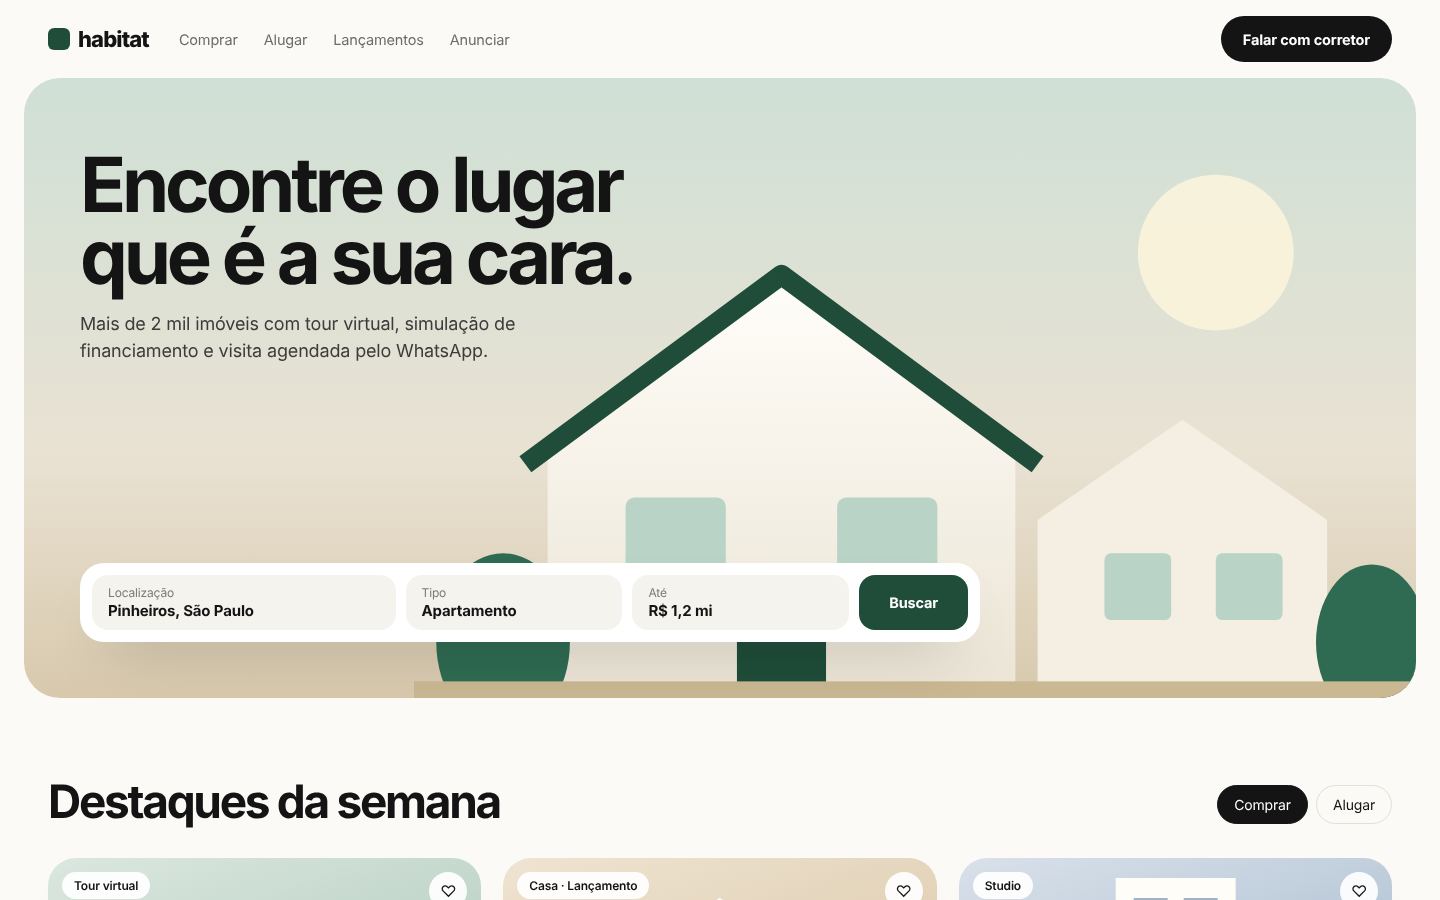 habitat
Comprar
Alugar
Lançamentos
Anunciar
Falar com corretor
Encontre o lugar
que é a sua cara.
Mais de 2 mil imóveis com tour virtual, simulação de
financiamento e visita agendada pelo WhatsApp.
Localização
Pinheiros, São Paulo
Tipo
Apartamento
Até
R$ 1,2 mi
Buscar
Destaques da semana
Comprar
Alugar
Tour virtual
Casa · Lançamento
Studio